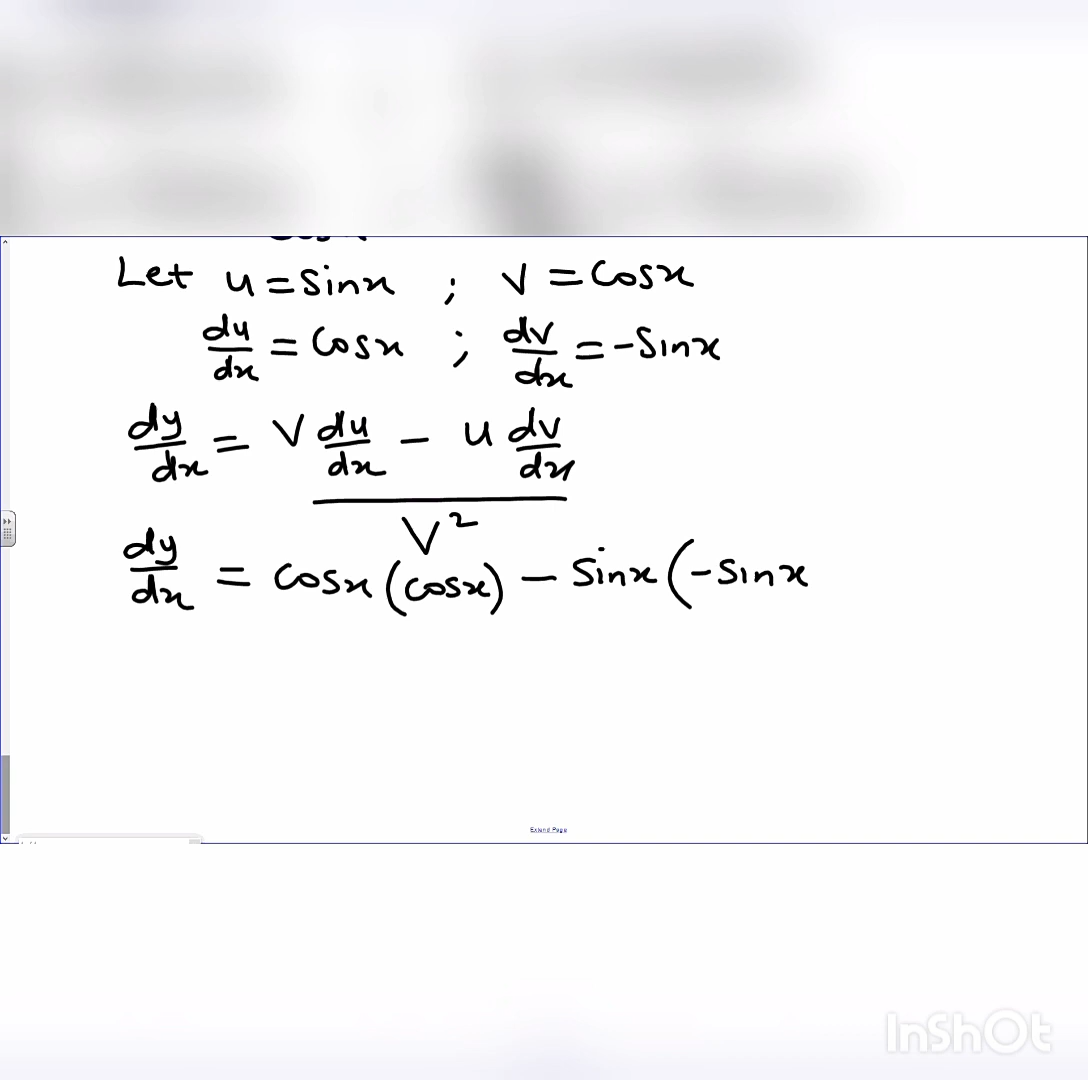 Let u = Sinx ; V = Cosx
du/dx = Cosx ; dv/dx = -Sinx
dy/dx = V du/dx - u dv/dx
V²
dy/dx = Cosx (cosx) - Sinx (-Sinx
Extend Page
InShOt